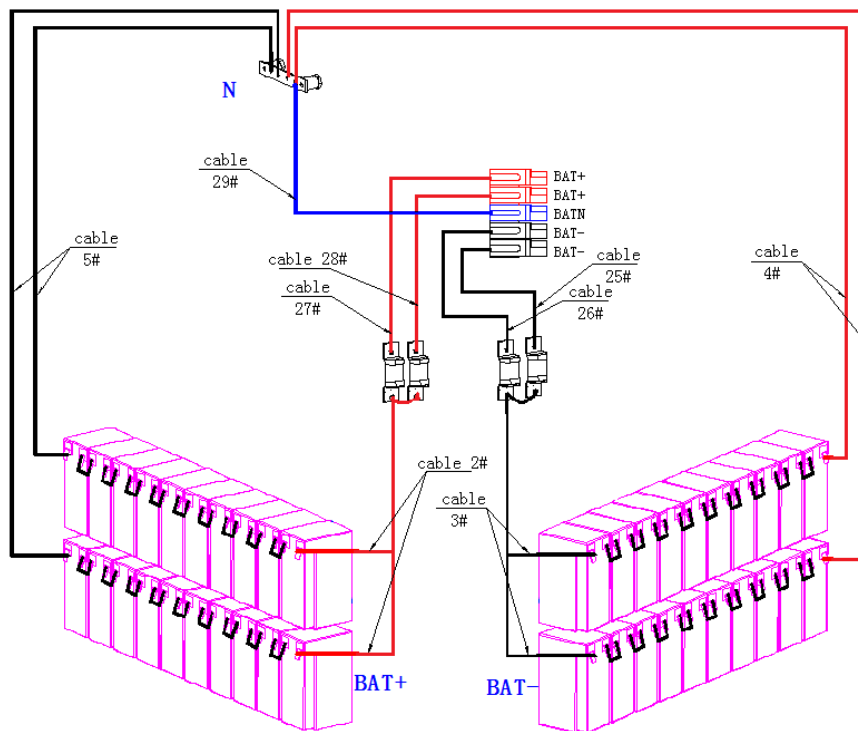 N
cable
29#
BAT+
BAT+
BATN
BAT-
BAT-
cable
5#
cable 28#
cable
27#
cable
25#
cable
26#
cable
4#
cable 2#
cable
3#
BAT+
BAT-